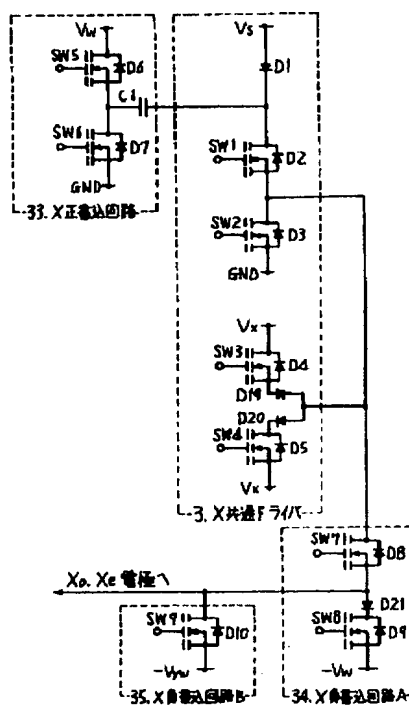 Vw
Vs
SW5
D6
D1
C1
SW6
D7
SW1
D2
GND
33. X正書込回路
SW2
D3
GND
Vx
SW3
D4
D19
D20
SW4
D5
Vx
3. X共通ドライバ
SW7
D8
Xo. Xe 電極へ
D21
SW9
D10
SW8
D9
-Vyw
-Vw
35. X負書込回路B
34. X負書込回路A